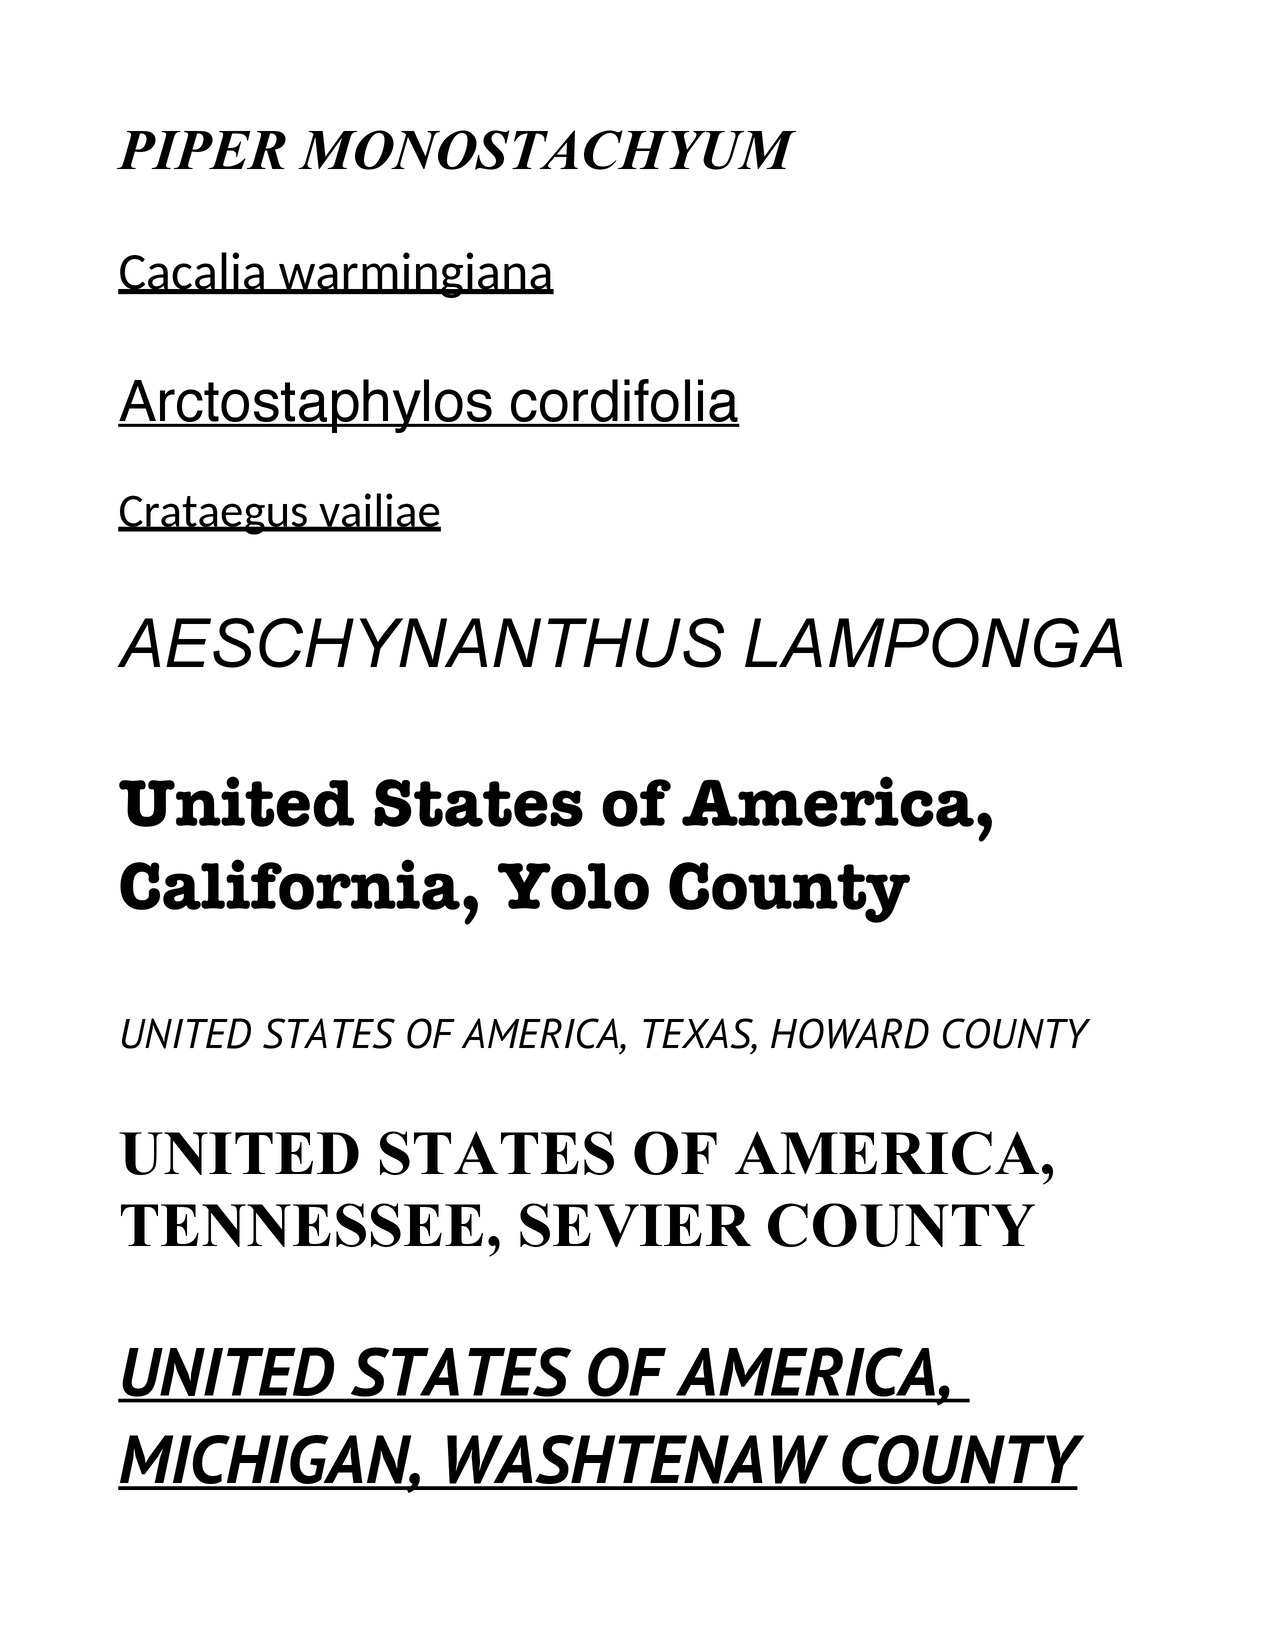 PIPER MONOSTACHYUM
Cacalia warmingiana
Arctostaphylos cordifolia
Crataegus vailiae
AESCHYNANTHUS LAMPONGA
United States of America,
California, Yolo County
UNITED STATES OF AMERICA, TEXAS, HOWARD COUNTY
UNITED STATES OF AMERICA,
TENNESSEE, SEVIER COUNTY
UNITED STATES OF AMERICA,
MICHIGAN, WASHTENAW COUNTY